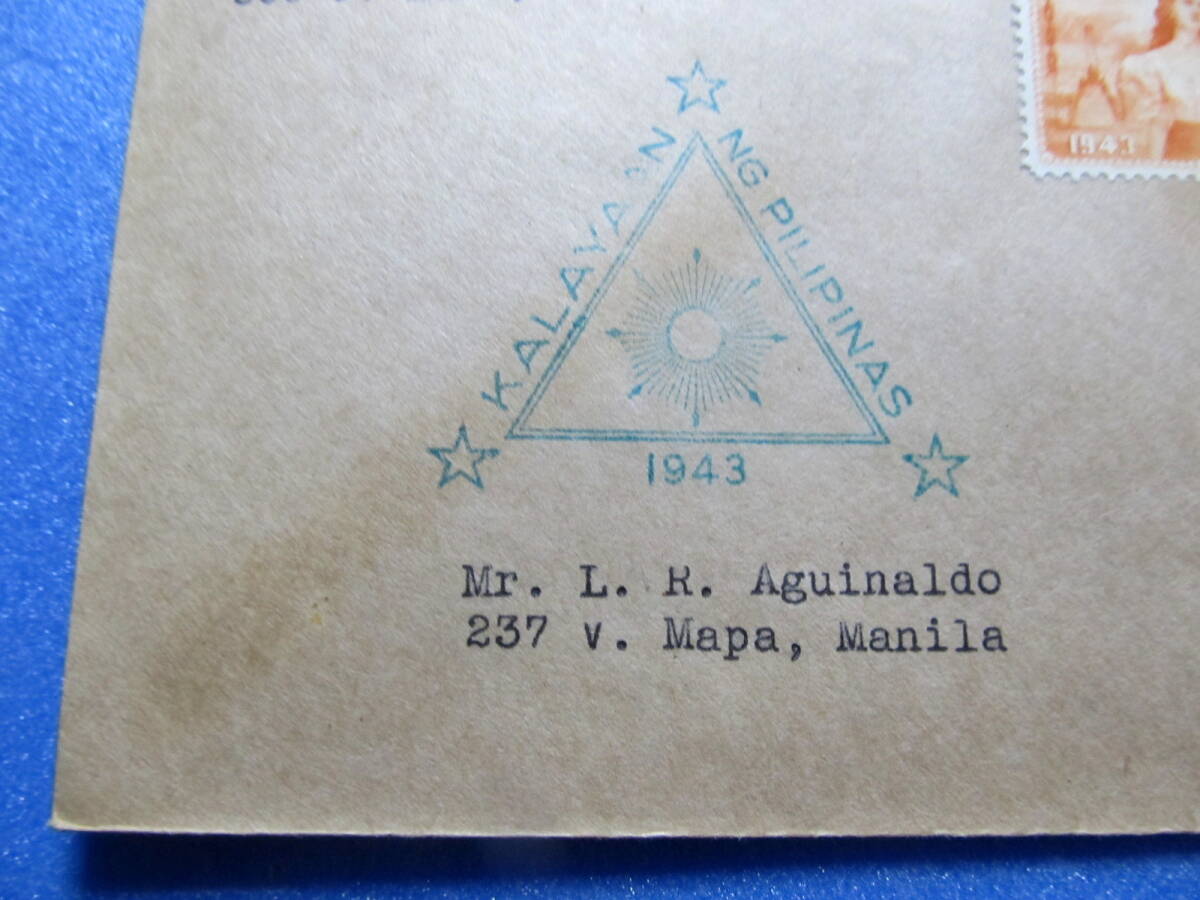 1943
KALAYAAN NG PILIPINAS
1943
Mr. L. R. Aguinaldo
237 V. Mapa, Manila